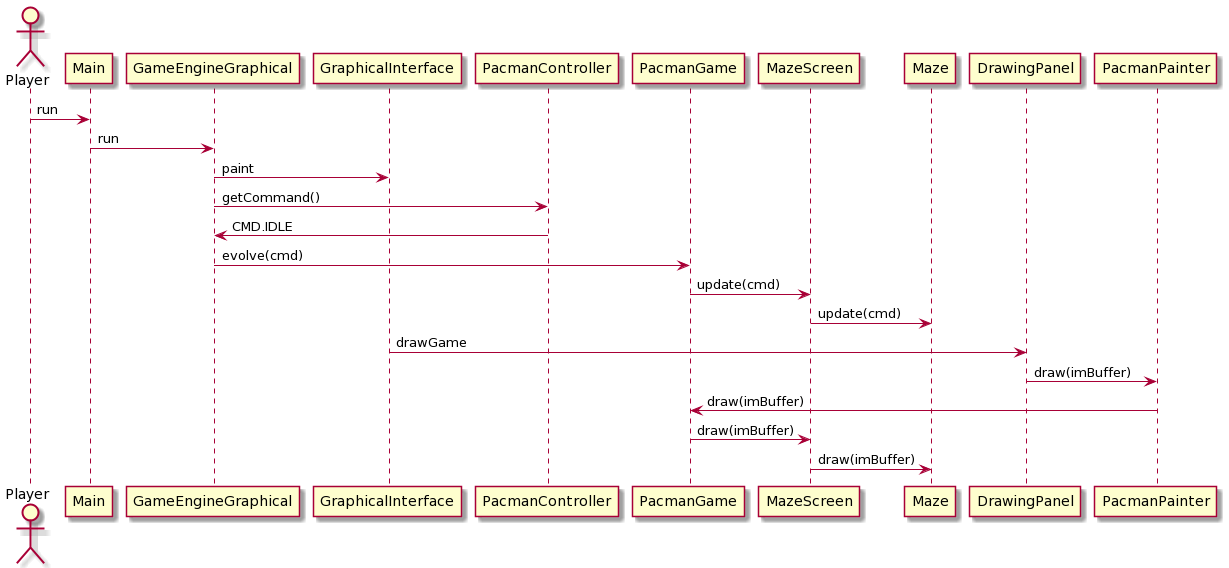 Player
Main
GameEngineGraphical
GraphicalInterface
PacmanController
PacmanGame
MazeScreen
Maze
DrawingPanel
PacmanPainter
run
run
paint
getCommand()
CMD.IDLE
evolve(cmd)
update(cmd)
update(cmd)
drawGame
draw(imBuffer)
draw(imBuffer)
draw(imBuffer)
draw(imBuffer)
Player
Main
GameEngineGraphical
GraphicalInterface
PacmanController
PacmanGame
MazeScreen
Maze
DrawingPanel
PacmanPainter